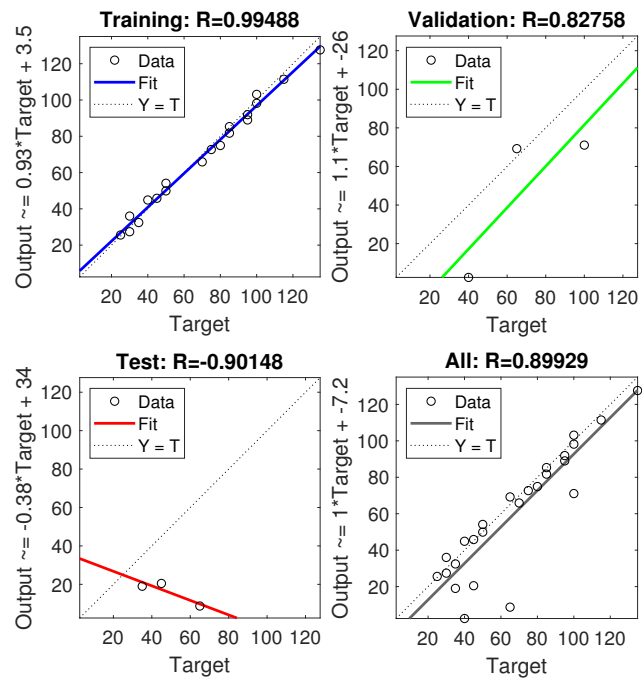 Training: R=0.99488
Output ~= 0.93*Target + 3.5
120
100
80
60
40
20
Data
Fit
Y = T
20 40 60 80 100 120
Target
Validation: R=0.82758
Output ~= 1.1*Target + -26
120
100
80
60
40
20
Data
Fit
Y = T
20 40 60 80 100 120
Target
Test: R=-0.90148
Output ~= -0.38*Target + 34
120
100
80
60
40
20
Data
Fit
Y = T
20 40 60 80 100 120
Target
All: R=0.89929
Output ~= 1*Target + -7.2
120
100
80
60
40
20
Data
Fit
Y = T
20 40 60 80 100 120
Target